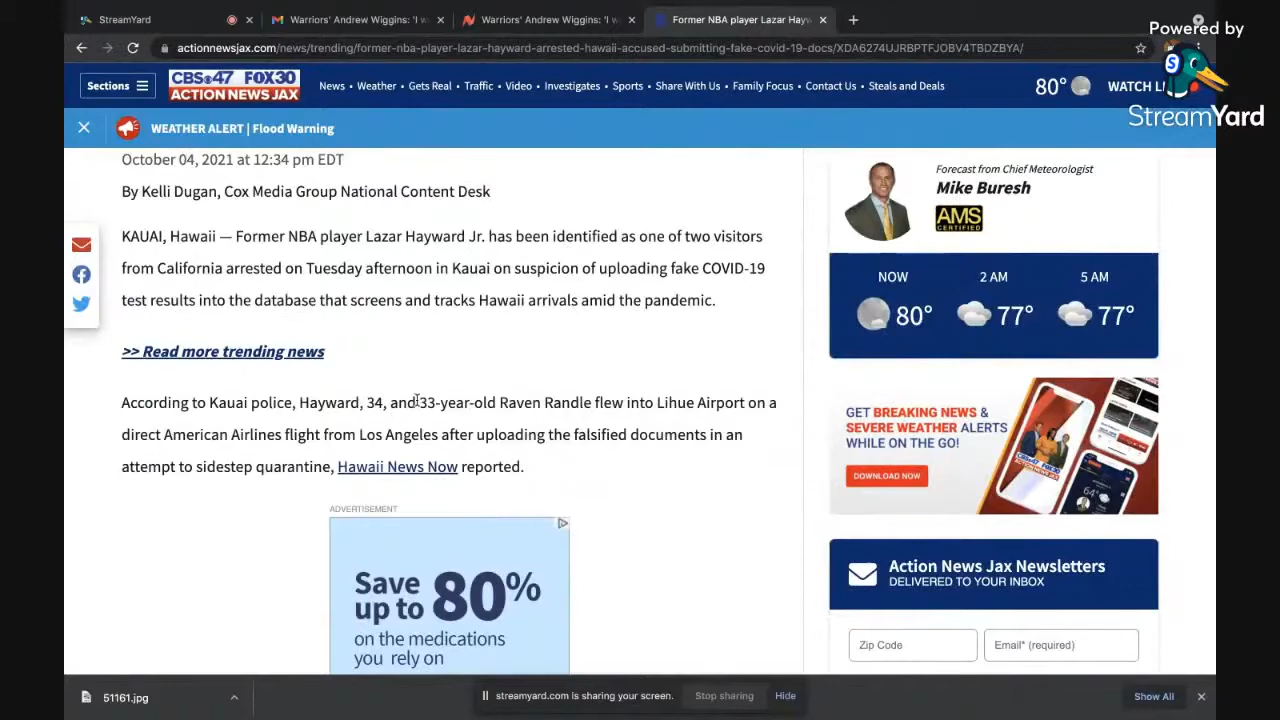 StreamYard
Warriors' Andrew Wiggins: 'I w
Warriors' Andrew Wiggins: 'I w
Former NBA player Lazar Hayw
Powered by
StreamYard
actionnewsjax.com/news/trending/former-nba-player-lazar-hayward-arrested-hawaii-accused-submitting-fake-covid-19-docs/XDA6274UJRBPTFJOBV4TBDZBYA/
Sections
CBS 47 FOX30
ACTION NEWS JAX
News • Weather • Gets Real • Traffic • Video • Investigates • Sports • Share With Us • Family Focus • Contact Us • Steals and Deals
80°
WATCH LI
WEATHER ALERT | Flood Warning
October 04, 2021 at 12:34 pm EDT
By Kelli Dugan, Cox Media Group National Content Desk
KAUAI, Hawaii — Former NBA player Lazar Hayward Jr. has been identified as one of two visitors
from California arrested on Tuesday afternoon in Kauai on suspicion of uploading fake COVID-19
test results into the database that screens and tracks Hawaii arrivals amid the pandemic.
>> Read more trending news
According to Kauai police, Hayward, 34, and 33-year-old Raven Randle flew into Lihue Airport on a
direct American Airlines flight from Los Angeles after uploading the falsified documents in an
attempt to sidestep quarantine, Hawaii News Now reported.
ADVERTISEMENT
Save
up to 80%
on the medications
you rely on
Forecast from Chief Meteorologist
Mike Buresh
AMS
CERTIFIED
NOW 2 AM 5 AM
80° 77° 77°
GET BREAKING NEWS &
SEVERE WEATHER ALERTS
WHILE ON THE GO!
DOWNLOAD NOW
Action News Jax Newsletters
DELIVERED TO YOUR INBOX
Zip Code
Email* (required)
51161.jpg
streamyard.com is sharing your screen.
Stop sharing
Hide
Show All